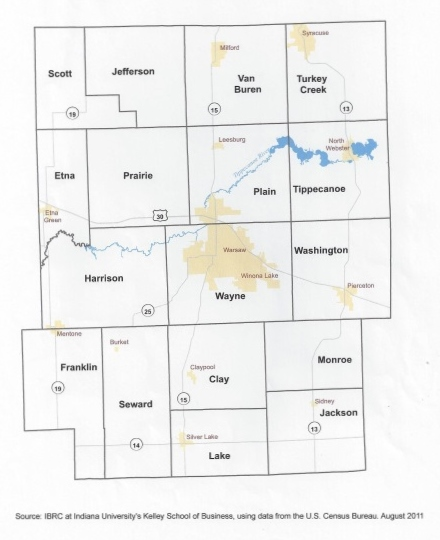 Syracuse
Milford
Scott
Jefferson
Van
Buren
Turkey
Creek
19
15
13
Leesburg
North
Webster
Tippecanoe River
Etna
Prairie
Plain
Tippecanoe
Etna
Green
30
Warsaw
Washington
Winona Lake
Harrison
Wayne
Pierceton
25
Mentone
Burket
Franklin
Claypool
Clay
Monroe
19
Seward
15
Sidney
Jackson
13
14
Silver Lake
Lake
Source: IBRC at Indiana University's Kelley School of Business, using data from the U.S. Census Bureau. August 2011